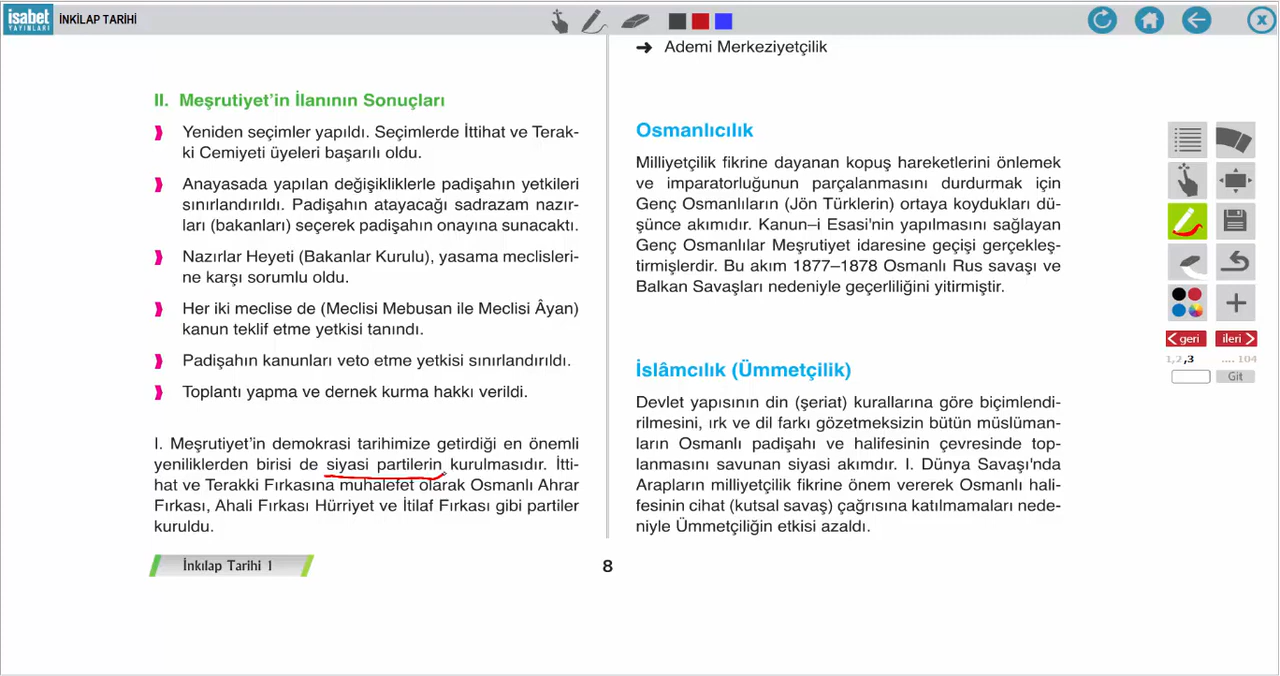 isabet
YAYINLARI
İNKİLAP TARİHİ
II. Meşrutiyet'in İlanının Sonuçları
Yeniden seçimler yapıldı. Seçimlerde İttihat ve Terak-
ki Cemiyeti üyeleri başarılı oldu.
Anayasada yapılan değişikliklerle padişahın yetkileri
sınırlandırıldı. Padişahın atayacağı sadrazam nazır-
ları (bakanları) seçerek padişahın onayına sunacaktı.
Nazırlar Heyeti (Bakanlar Kurulu), yasama meclisleri-
ne karşı sorumlu oldu.
Her iki meclise de (Meclisi Mebusan ile Meclisi Âyan)
kanun teklif etme yetkisi tanındı.
Padişahın kanunları veto etme yetkisi sınırlandırıldı.
Toplantı yapma ve dernek kurma hakkı verildi.
I. Meşrutiyet'in demokrasi tarihimize getirdiği en önemli
yeniliklerden birisi de siyasi partilerin kurulmasıdır. İtti-
hat ve Terakki Fırkasına muhalefet olarak Osmanlı Ahrar
Fırkası, Ahali Fırkası Hürriyet ve İtilaf Fırkası gibi partiler
kuruldu.
İnkılap Tarihi 1
8
→ Ademi Merkeziyetçilik
Osmanlıcılık
Milliyetçilik fikrine dayanan kopuş hareketlerini önlemek
ve imparatorluğunun parçalanmasını durdurmak için
Genç Osmanlıların (Jön Türklerin) ortaya koydukları dü-
şünce akımıdır. Kanun–i Esasi'nin yapılmasını sağlayan
Genç Osmanlılar Meşrutiyet idaresine geçişi gerçekleş-
tirmişlerdir. Bu akım 1877–1878 Osmanlı Rus savaşı ve
Balkan Savaşları nedeniyle geçerliliğini yitirmiştir.
İslâmcılık (Ümmetçilik)
Devlet yapısının din (şeriat) kurallarına göre biçimlendi-
rilmesini, ırk ve dil farkı gözetmeksizin bütün müslüman-
ların Osmanlı padişahı ve halifesinin çevresinde top-
lanmasını savunan siyasi akımdır. I. Dünya Savaşı'nda
Arapların milliyetçilik fikrine önem vererek Osmanlı hali-
fesinin cihat (kutsal savaş) çağrısına katılmamaları nede-
niyle Ümmetçiliğin etkisi azaldı.
geri ileri
1,2,3 .... 104
Git